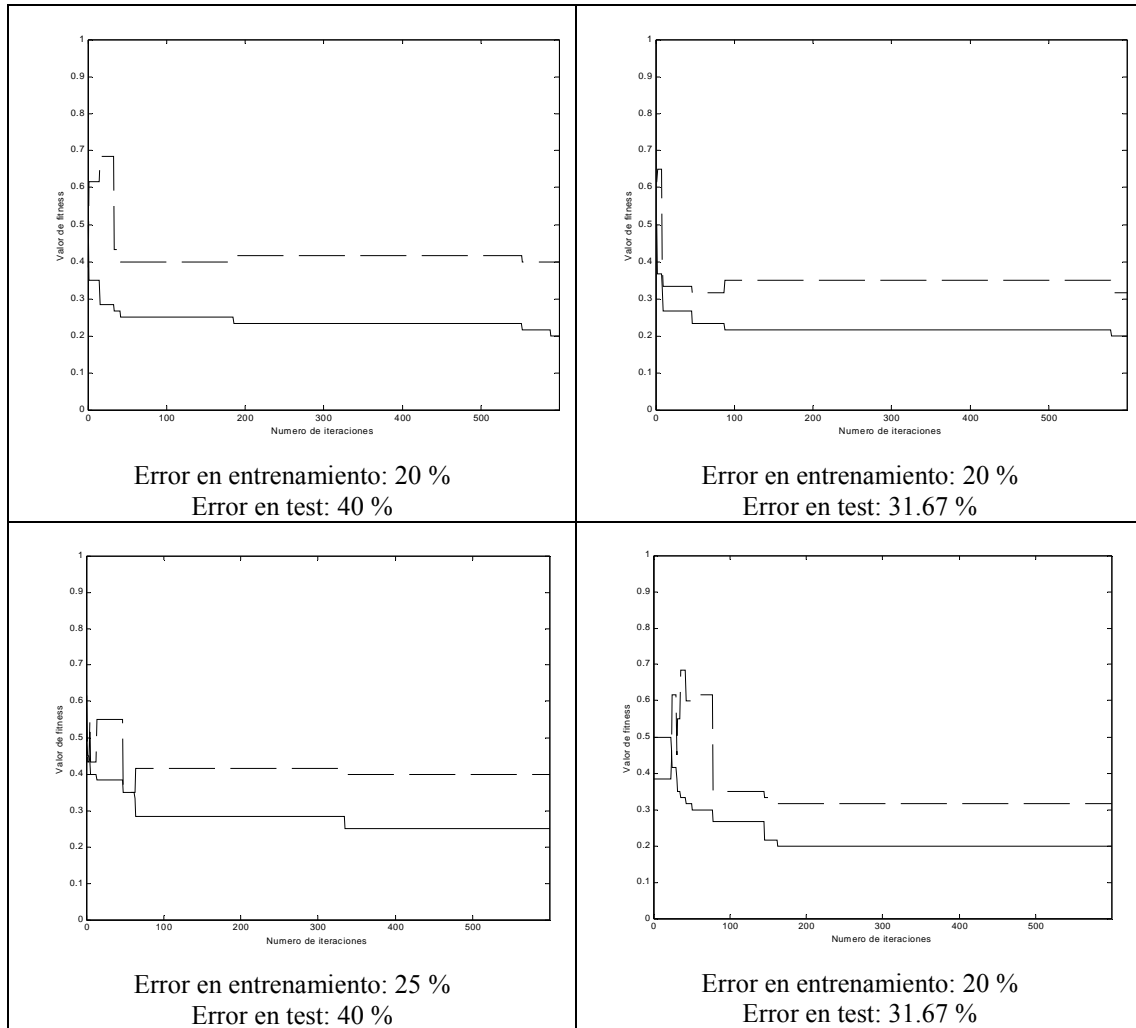 1
0.9
0.8
0.7
0.6
0.5
0.4
0.3
0.2
0.1
0
Valor de fitness
0 100 200 300 400 500
Numero de iteraciones
Error en entrenamiento: 20 %
Error en test: 40 %
1
0.9
0.8
0.7
0.6
0.5
0.4
0.3
0.2
0.1
0
Valor de fitness
0 100 200 300 400 500
Numero de iteraciones
Error en entrenamiento: 20 %
Error en test: 31.67 %
1
0.9
0.8
0.7
0.6
0.5
0.4
0.3
0.2
0.1
0
Valor de fitness
0 100 200 300 400 500
Numero de iteraciones
Error en entrenamiento: 25 %
Error en test: 40 %
1
0.9
0.8
0.7
0.6
0.5
0.4
0.3
0.2
0.1
0
Valor de fitness
0 100 200 300 400 500
Numero de iteraciones
Error en entrenamiento: 20 %
Error en test: 31.67 %